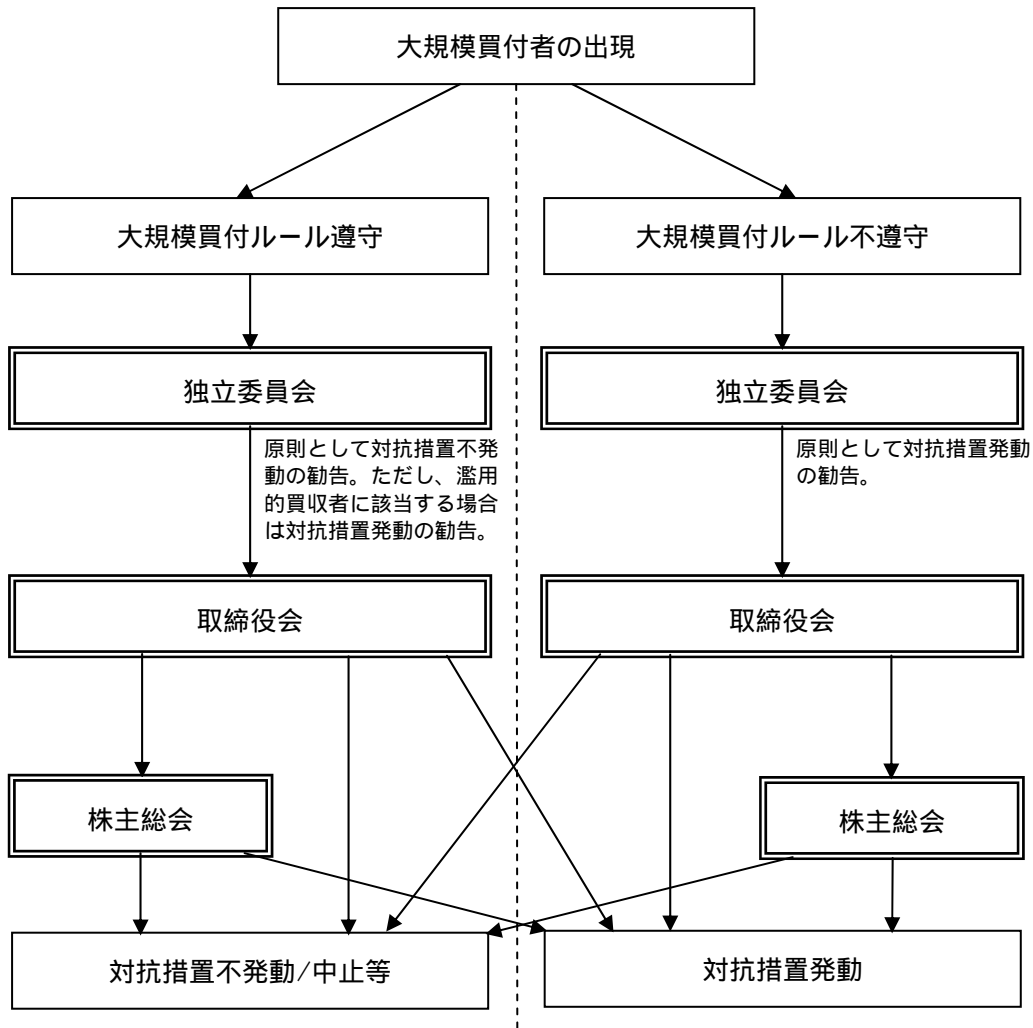 大規模買付者の出現
大規模買付ルール遵守
大規模買付ルール不遵守
独立委員会
独立委員会
原則として対抗措置不発
動の勧告。ただし、濫用
的買収者に該当する場合
は対抗措置発動の勧告。
原則として対抗措置発動
の勧告。
取締役会
取締役会
株主総会
株主総会
対抗措置不発動/中止等
対抗措置発動